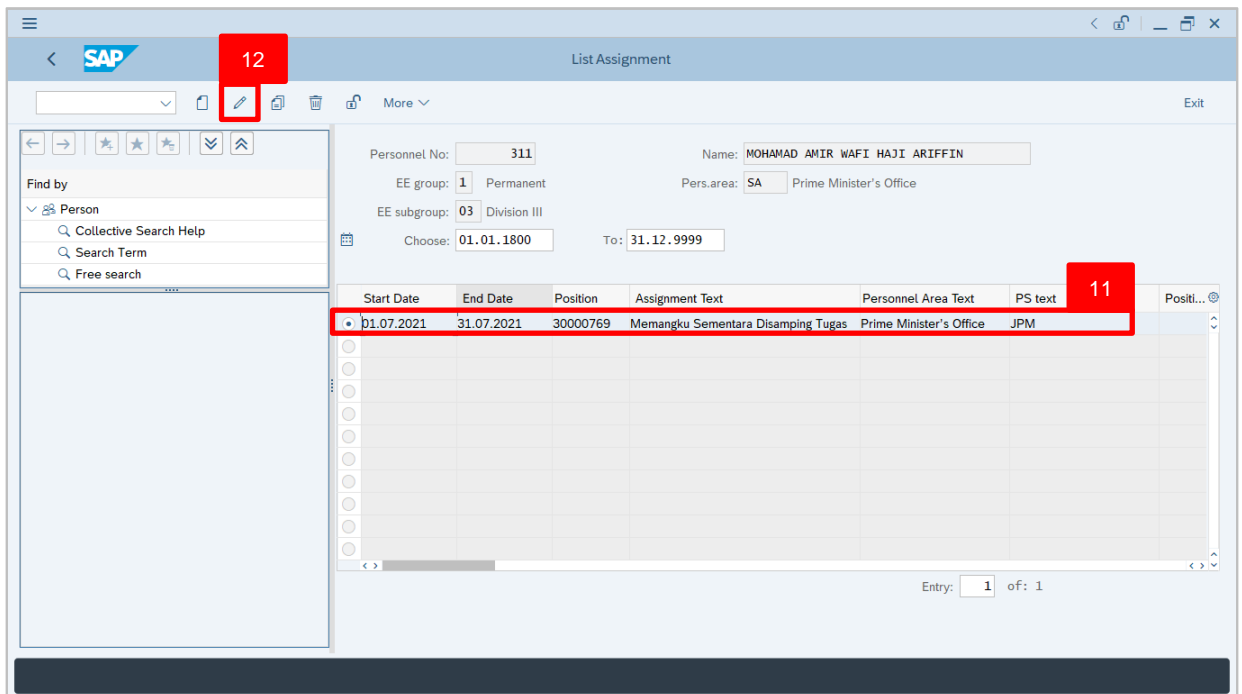 SAP
12
List Assignment
More
Exit
Personnel No: 311
Name: MOHAMAD AMIR WAFI HAJI ARIFFIN
Find by
EE group: 1 Permanent
Pers.area: SA Prime Minister's Office
Person
EE subgroup: 03 Division III
Collective Search Help
Choose: 01.01.1800 To: 31.12.9999
Search Term
Free search
11
Start Date End Date Position Assignment Text Personnel Area Text PS text Positi...
01.07.2021 31.07.2021 30000769 Memangku Sementara Disamping Tugas Prime Minister's Office JPM
Entry: 1 of: 1